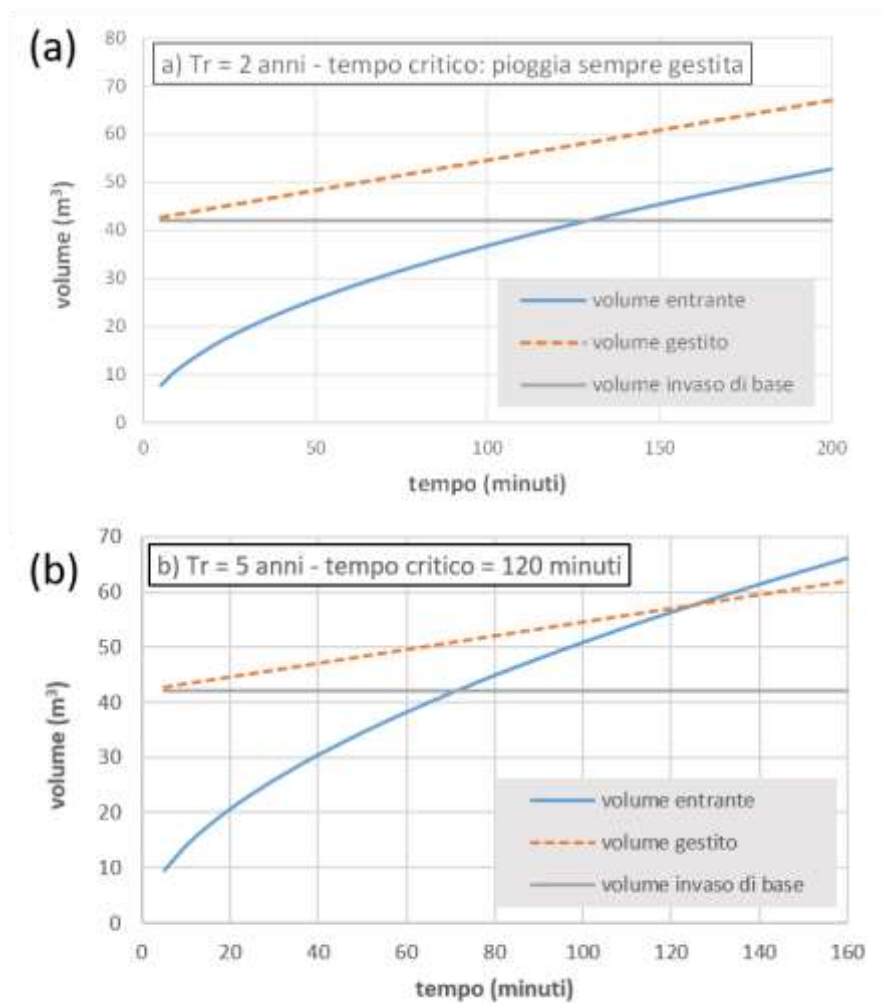 (a)
a) Tr = 2 anni - tempo critico: pioggia sempre gestita
80
70
60
50
40
30
20
10
0
volume (m³)
volume entrante
volume gestito
volume invaso di base
0 50 100 150 200
tempo (minuti)
(b)
b) Tr = 5 anni - tempo critico = 120 minuti
70
60
50
40
30
20
10
0
volume (m³)
volume entrante
volume gestito
volume invaso di base
0 20 40 60 80 100 120 140 160
tempo (minuti)